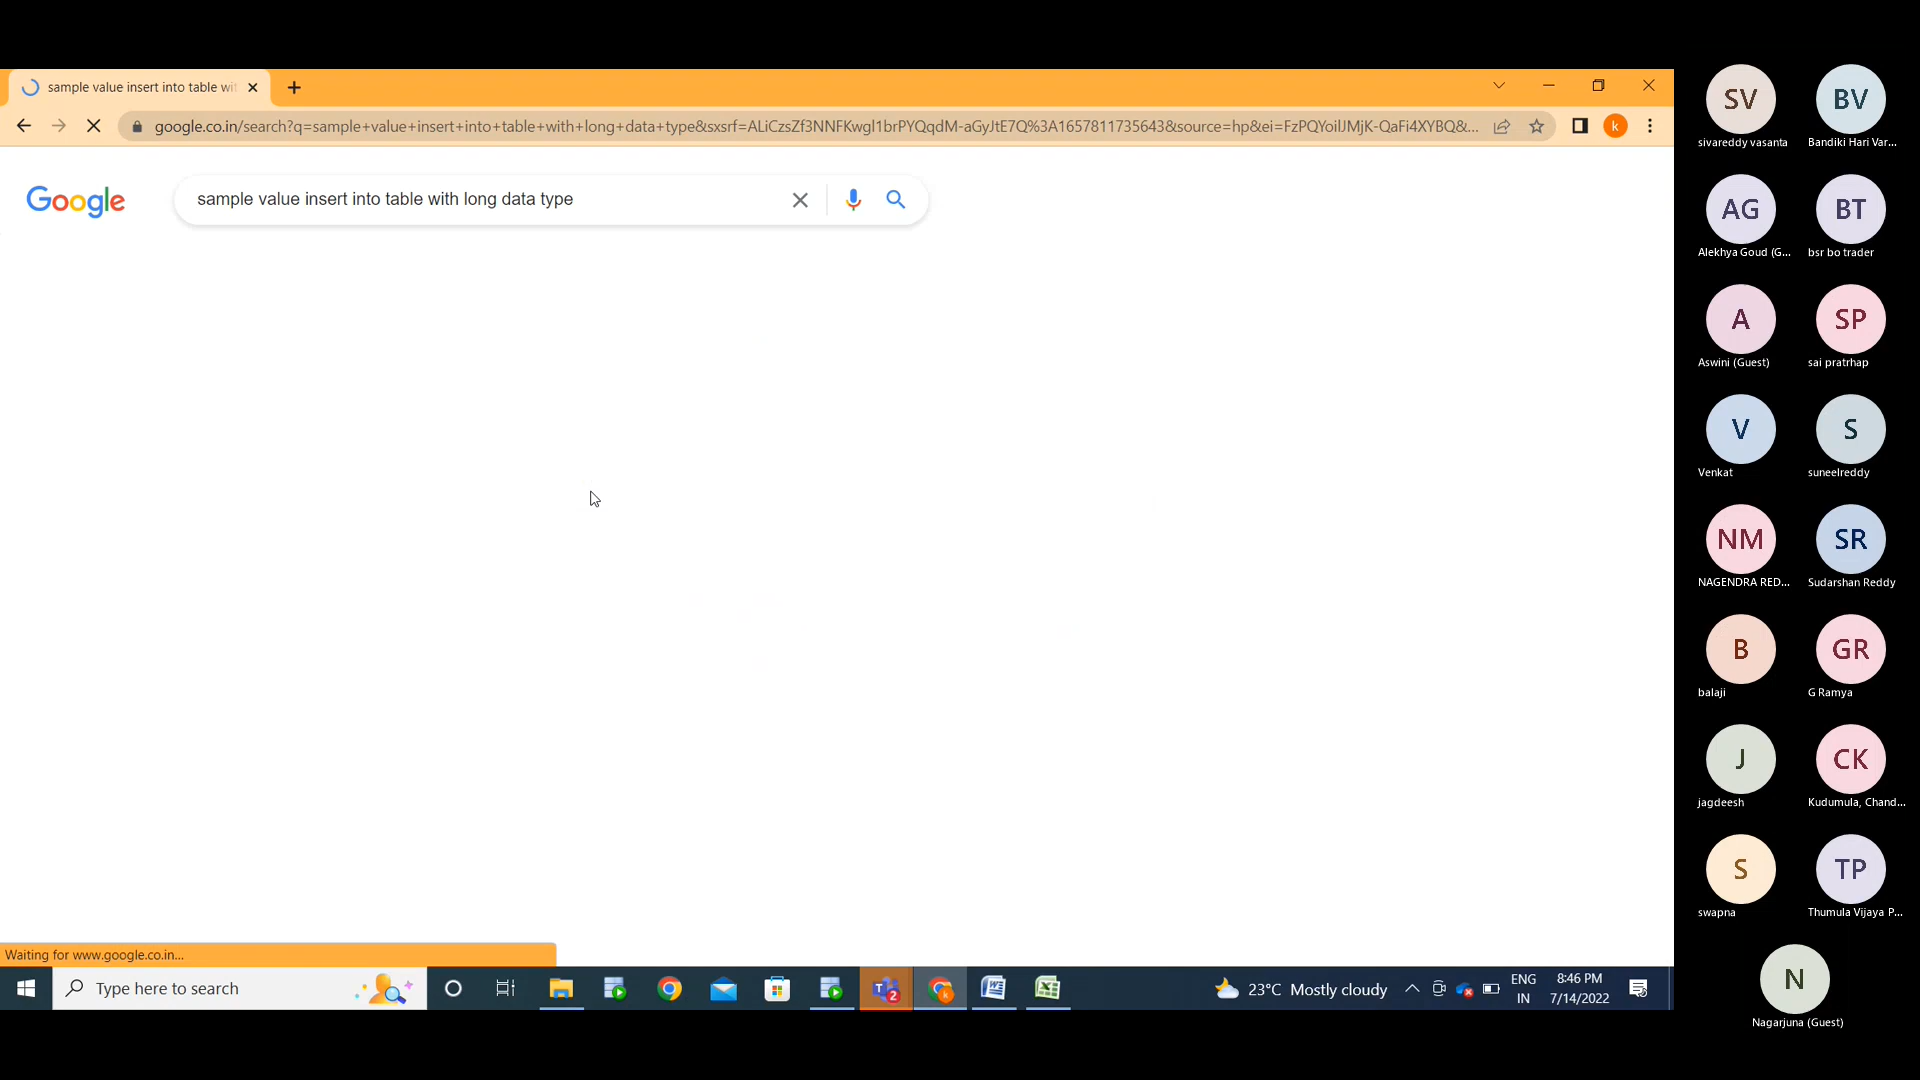 sample value insert into table wit
google.co.in/search?q=sample+value+insert+into+table+with+long+data+type&sxsrf=ALiCzsZf3NNFKwgl1brPYQqdM-aGyJtE7Q%3A1657811735643&source=hp&ei=FzPQYoilJMjK-QaFi4XYBQ&...
k
Google
sample value insert into table with long data type
Waiting for www.google.co.in...
Type here to search
2
k
23°C Mostly cloudy
ENG
IN
8:46 PM
7/14/2022
SV
BV
sivareddy vasanta
Bandiki Hari Var...
AG
BT
Alekhya Goud (G...
bsr bo trader
A
SP
Aswini (Guest)
sai pratrhap
V
S
Venkat
suneelreddy
NM
SR
NAGENDRA RED...
Sudarshan Reddy
B
GR
balaji
G Ramya
J
CK
jagdeesh
Kudumula, Chand...
S
TP
swapna
Thumula Vijaya P...
N
Nagarjuna (Guest)